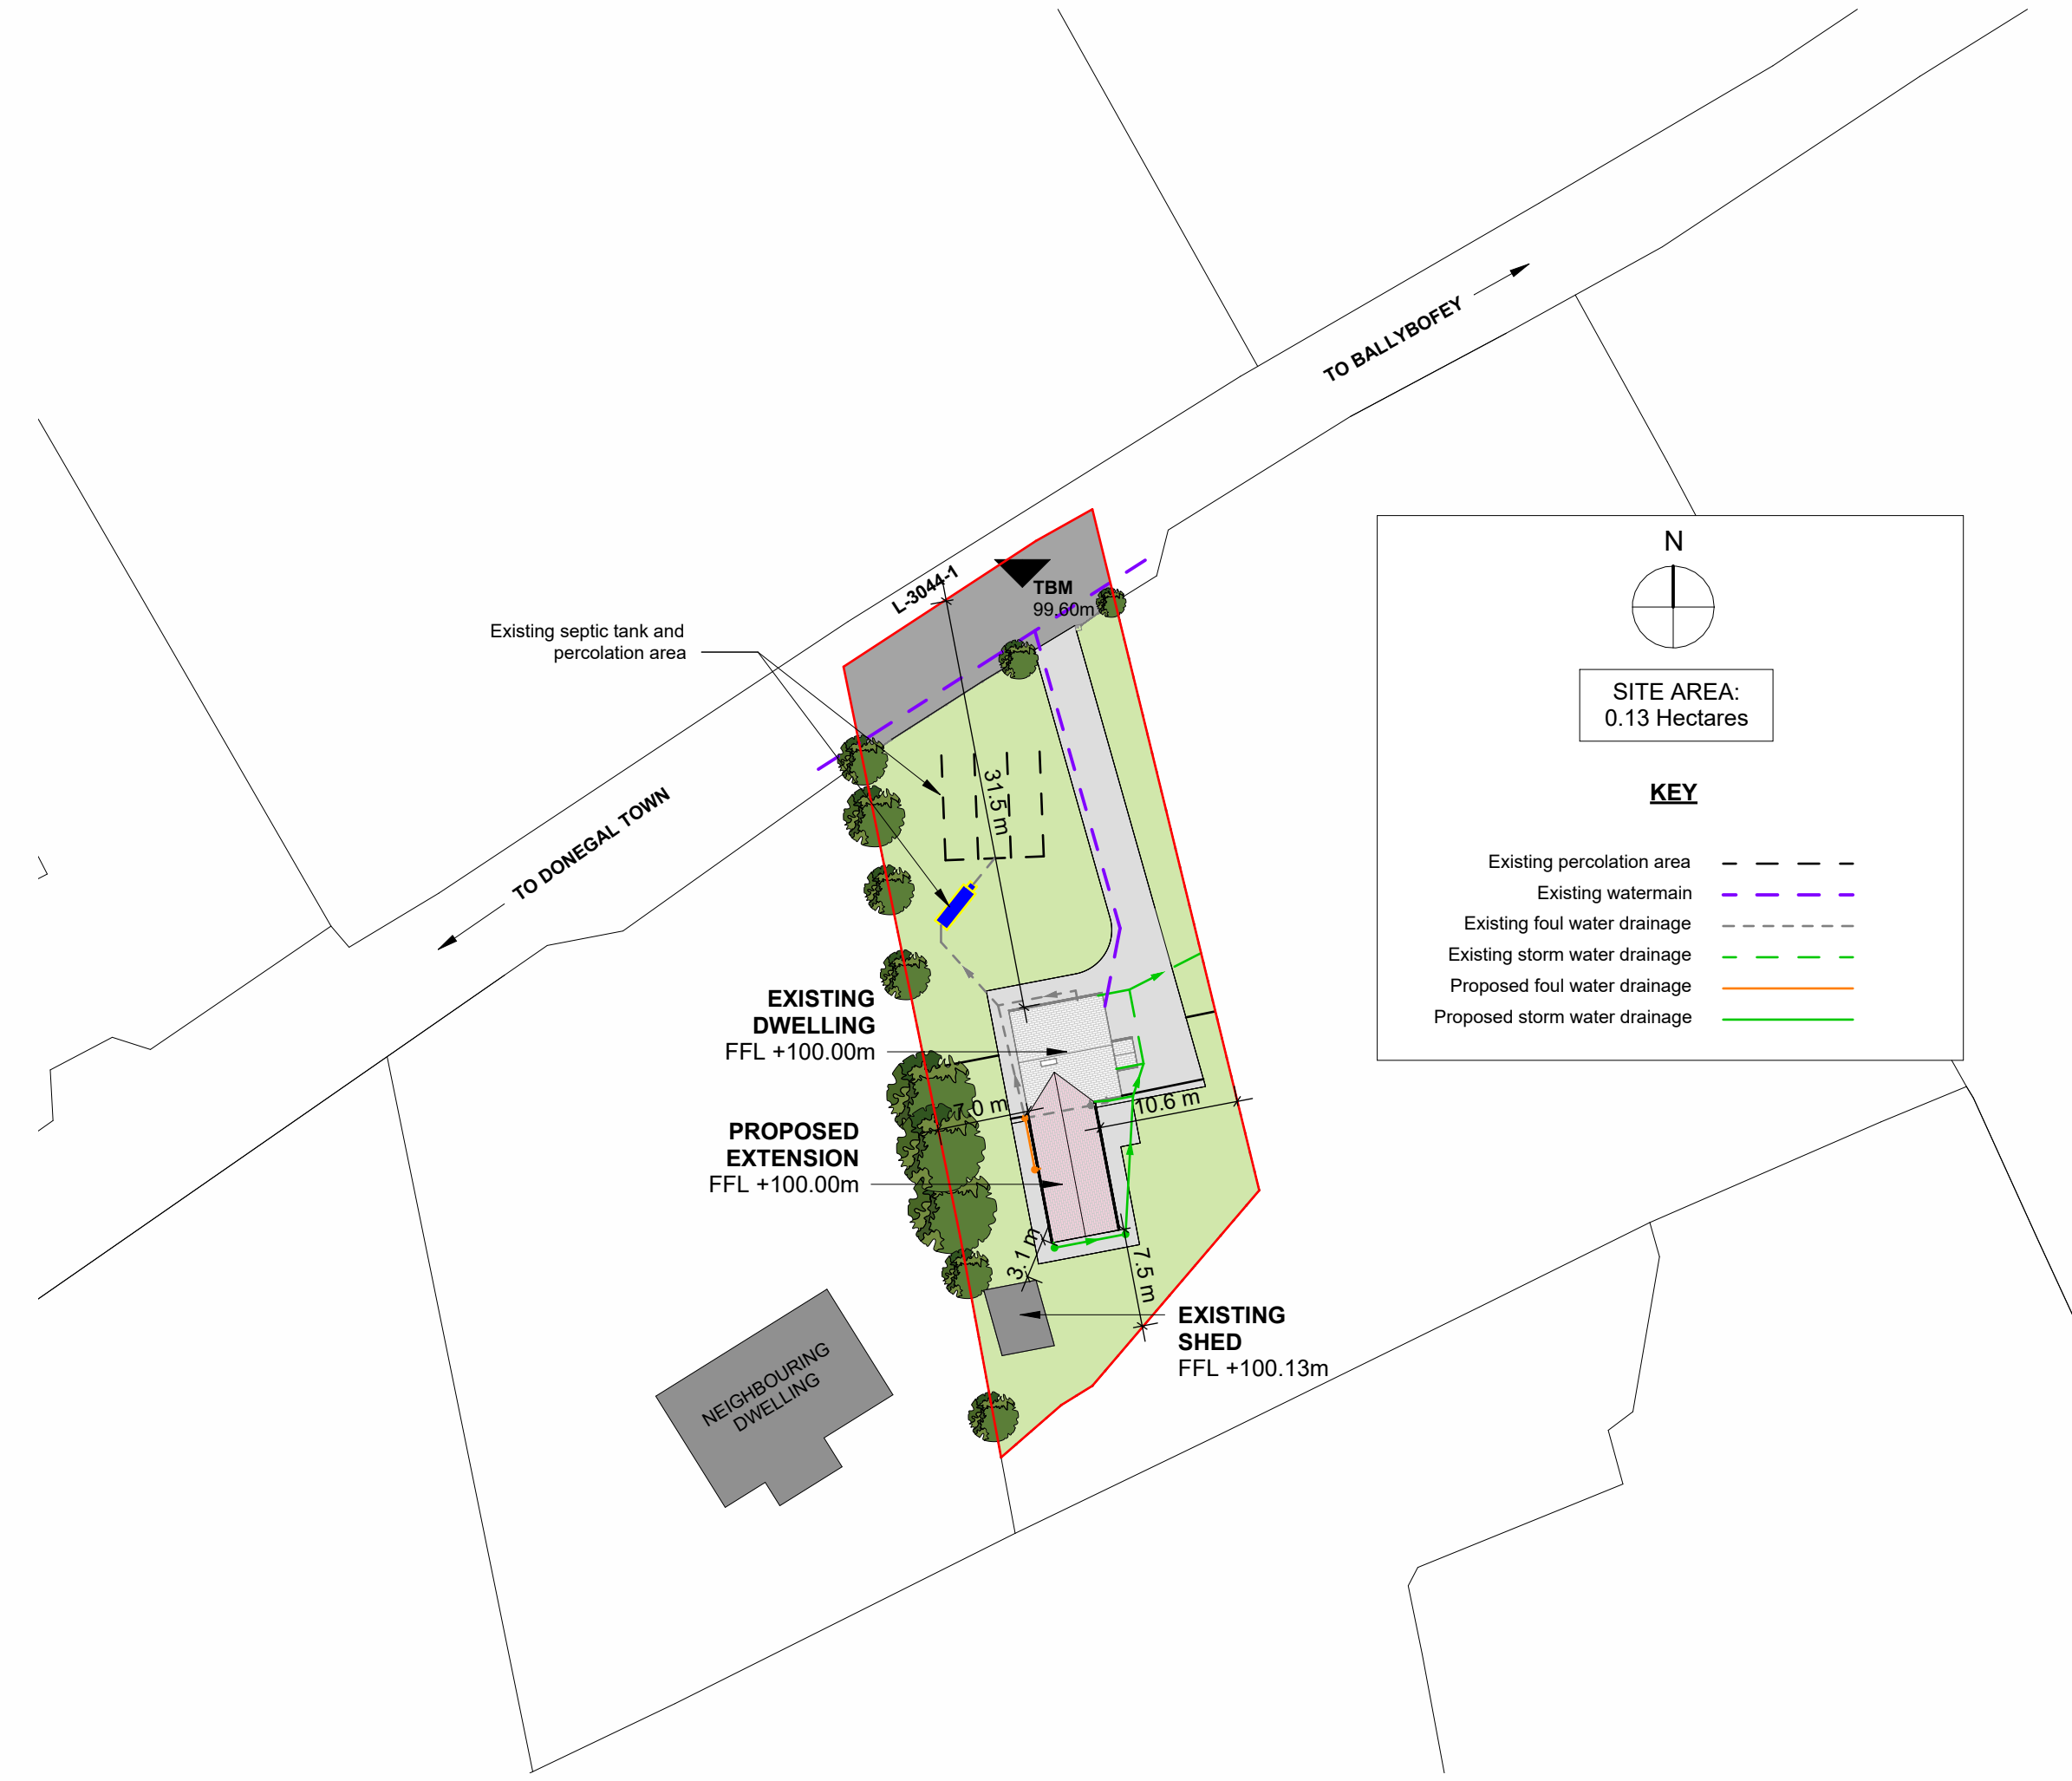 TO BALLYBOFEY
N
SITE AREA:
0.13 Hectares
KEY
Existing percolation area
Existing watermain
Existing foul water drainage
Existing storm water drainage
Proposed foul water drainage
Proposed storm water drainage
L-3044-1
TBM
99.60m
Existing septic tank and
percolation area
31.5 m
TO DONEGAL TOWN
EXISTING
DWELLING
FFL +100.00m
7.0 m
10.6 m
PROPOSED
EXTENSION
FFL +100.00m
3.1 m
7.5 m
EXISTING
SHED
FFL +100.13m
NEIGHBOURING
DWELLING